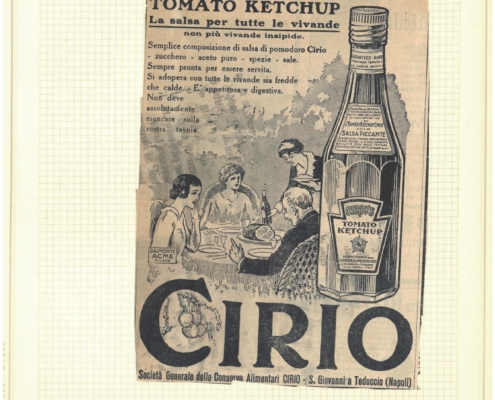 TOMATO KETCHUP
La salsa per tutte le vivande
non più vivande insipide.
Semplice composizione di salsa di pomodoro Cirio
- zucchero - aceto puro - spezie - sale.
Sempre pronta per essere servita.
Si adopera con tutte le vivande sia fredde
che calde. E' appetitosa e digestiva.
Non deve
assolutamente
mancare sulla
vostra tavola.
SALSA PICCANTE
CIRIO'S
TOMATO
KETCHUP
DALMONTE
ACME
CIRIO
Società Generale delle Conserve Alimentari CIRIO - S. Giovanni a Teduccio (Napoli)